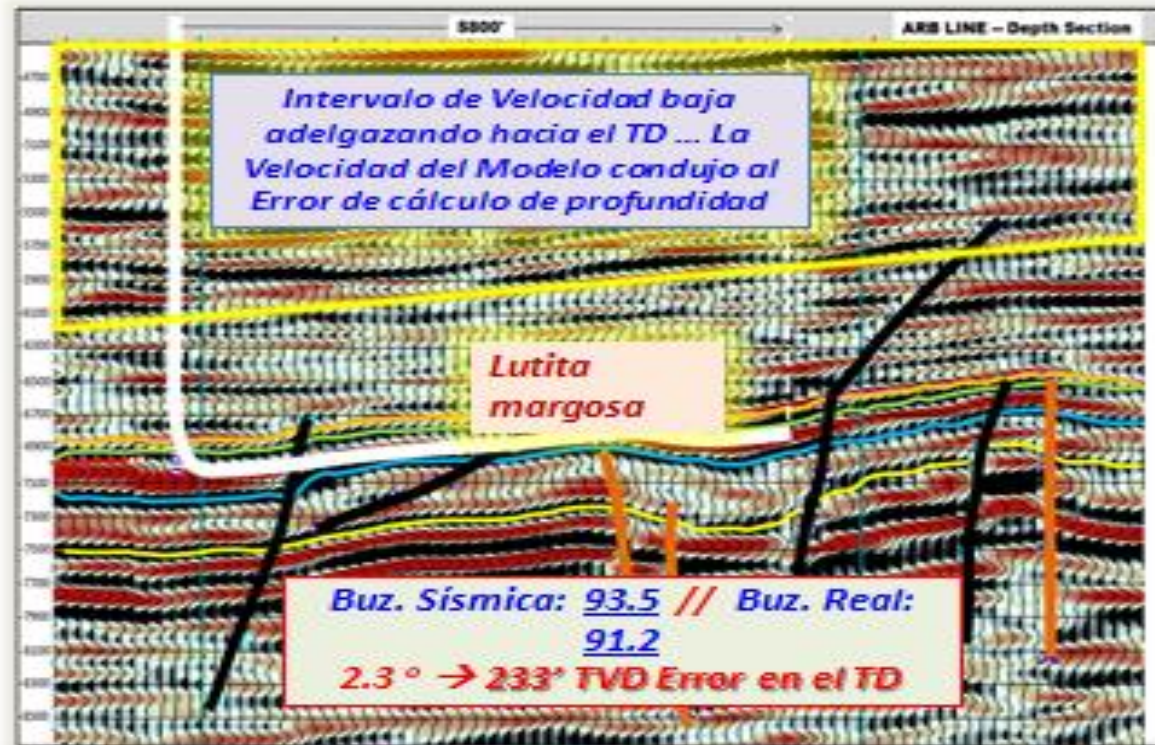 5800'
ARB LINE – Depth Section
Intervalo de Velocidad baja
adelgazando hacia el TD ... La
Velocidad del Modelo condujo al
Error de cálculo de profundidad
Lutita
margosa
Buz. Sísmica: 93.5 // Buz. Real:
91.2
2.3 ° → 233' TVD Error en el TD